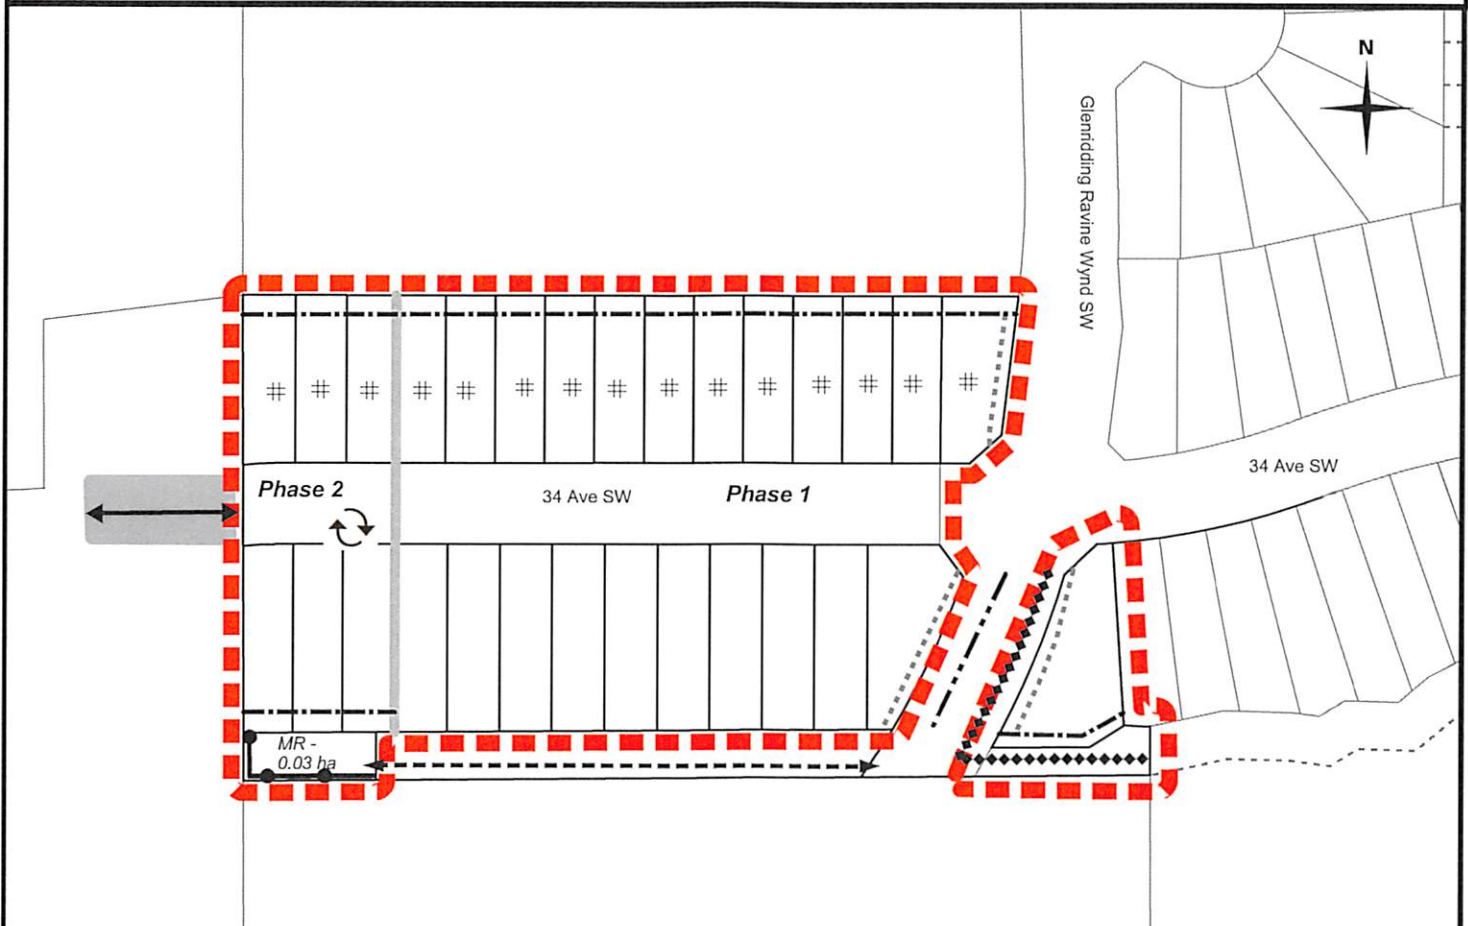 N
Glenridding Ravine Wynd SW
34 Ave SW
Phase 2
34 Ave SW
Phase 1
MR -
0.03 ha